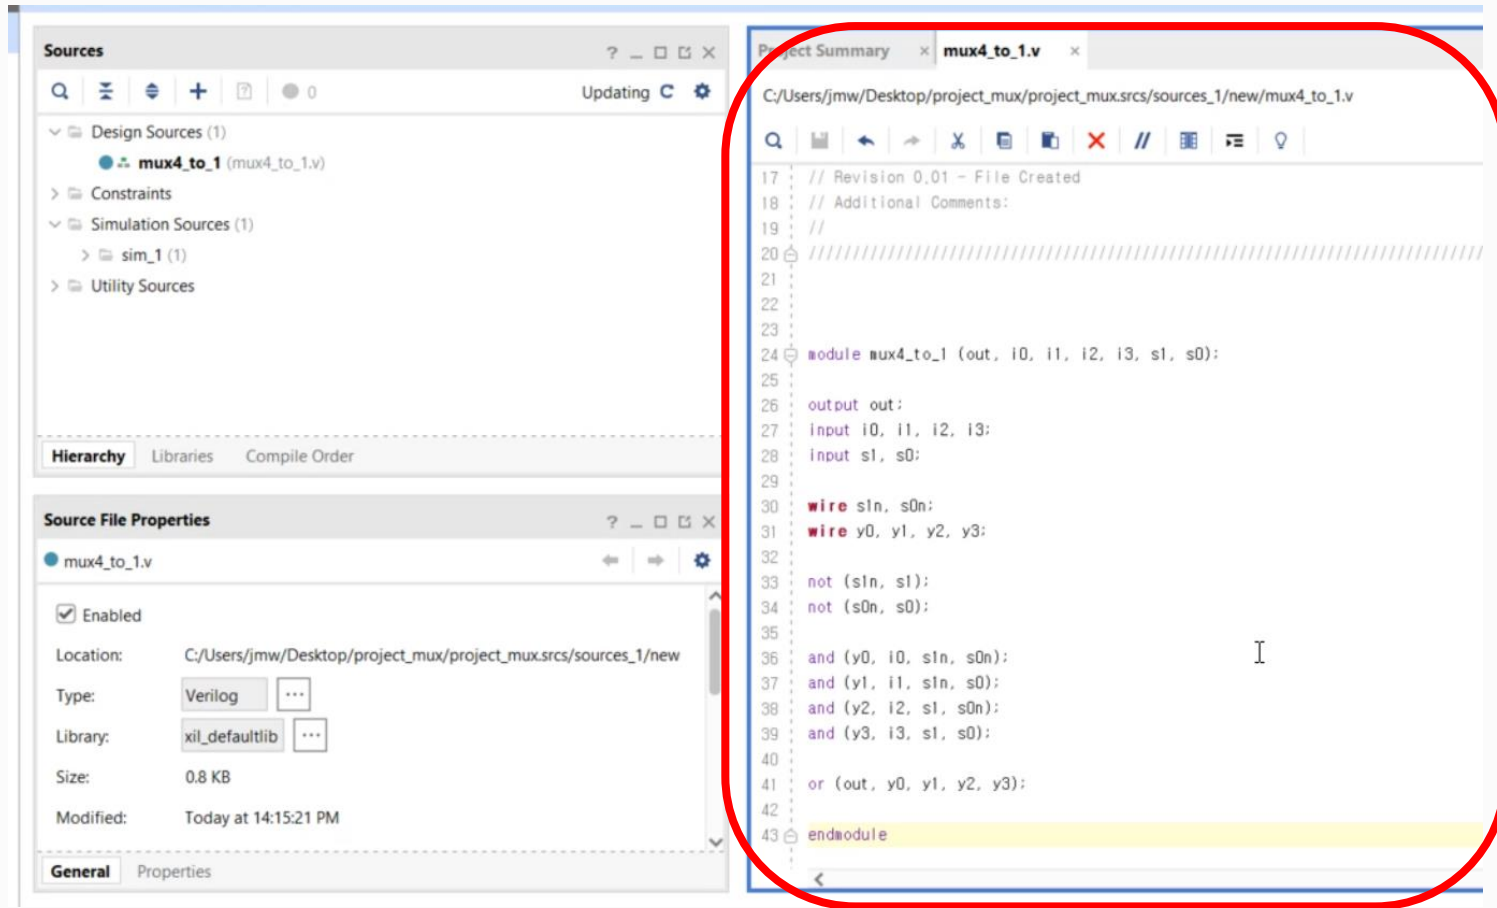 Sources
? _
0
Updating
Design Sources (1)
mux4_to_1 (mux4_to_1.v)
Constraints
Simulation Sources (1)
sim_1 (1)
Utility Sources
Hierarchy Libraries Compile Order
Source File Properties
? _
mux4_to_1.v
Enabled
Location: C:/Users/jmw/Desktop/project_mux/project_mux.srcs/sources_1/new
Type: Verilog ...
Library: xil_defaultlib ...
Size: 0.8 KB
Modified: Today at 14:15:21 PM
General Properties
Project Summary × mux4_to_1.v ×
C:/Users/jmw/Desktop/project_mux/project_mux.srcs/sources_1/new/mux4_to_1.v
17 // Revision 0.01 - File Created
18 // Additional Comments:
19 //
20 //////////////////////////////////////////////////////////////////////////////
21
22
23
24 module mux4_to_1 (out, i0, i1, i2, i3, s1, s0);
25
26 output out;
27 input i0, i1, i2, i3;
28 input s1, s0;
29
30 wire s1n, s0n;
31 wire y0, y1, y2, y3;
32
33 not (s1n, s1);
34 not (s0n, s0);
35
36 and (y0, i0, s1n, s0n);
37 and (y1, i1, s1n, s0);
38 and (y2, i2, s1, s0n);
39 and (y3, i3, s1, s0);
40
41 or (out, y0, y1, y2, y3);
42
43 endmodule